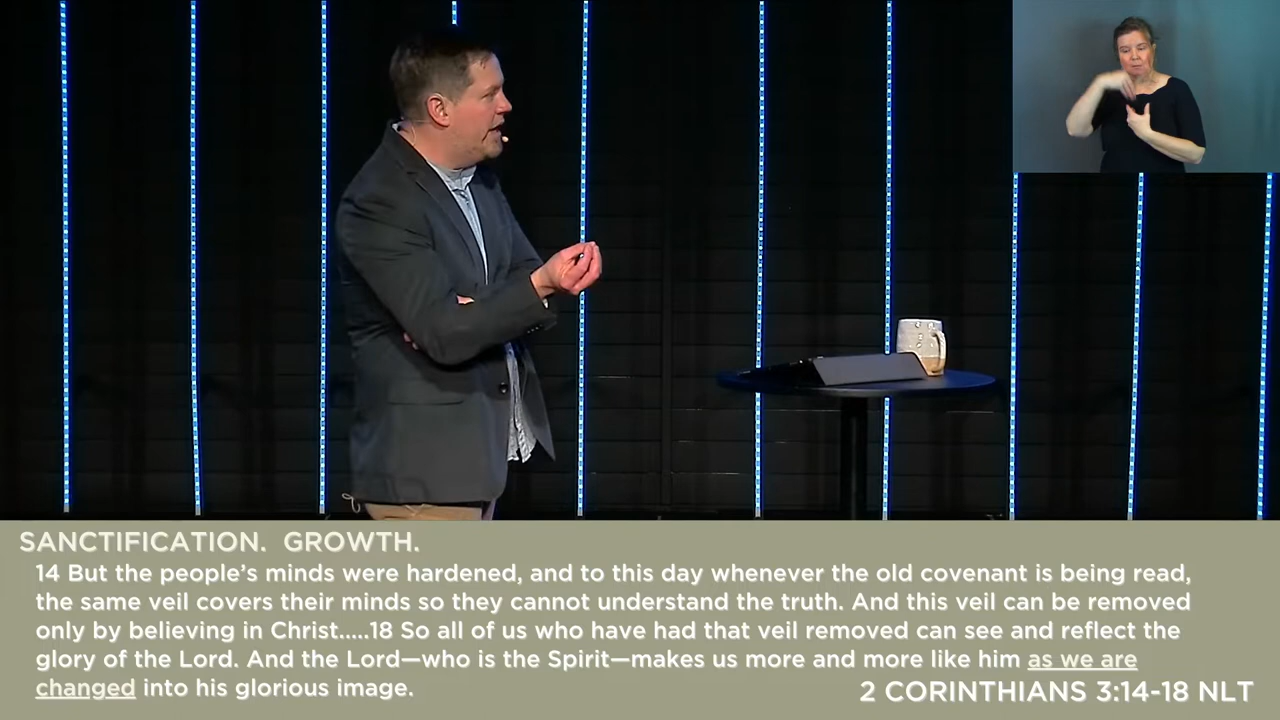 SANCTIFICATION.  GROWTH.
14 But the people’s minds were hardened, and to this day whenever the old covenant is being read,
the same veil covers their minds so they cannot understand the truth. And this veil can be removed
only by believing in Christ.....18 So all of us who have had that veil removed can see and reflect the
glory of the Lord. And the Lord—who is the Spirit—makes us more and more like him as we are
changed into his glorious image.
2 CORINTHIANS 3:14-18 NLT